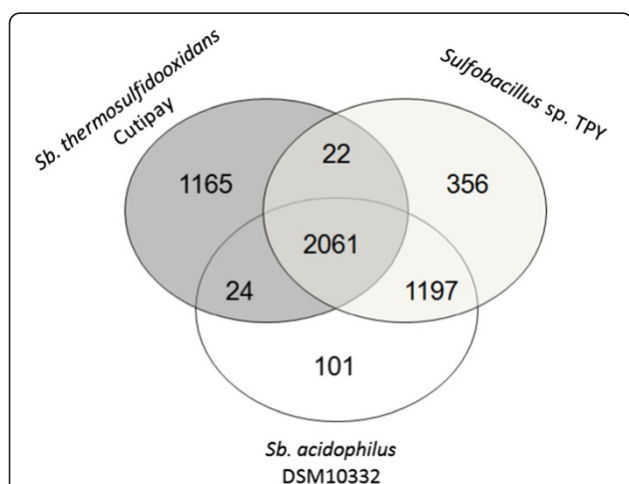 Sb. thermosulfidooxidans
Cutipay
Sulfobacillus sp. TPY
1165
22
356
2061
24
1197
101
Sb. acidophilus
DSM10332